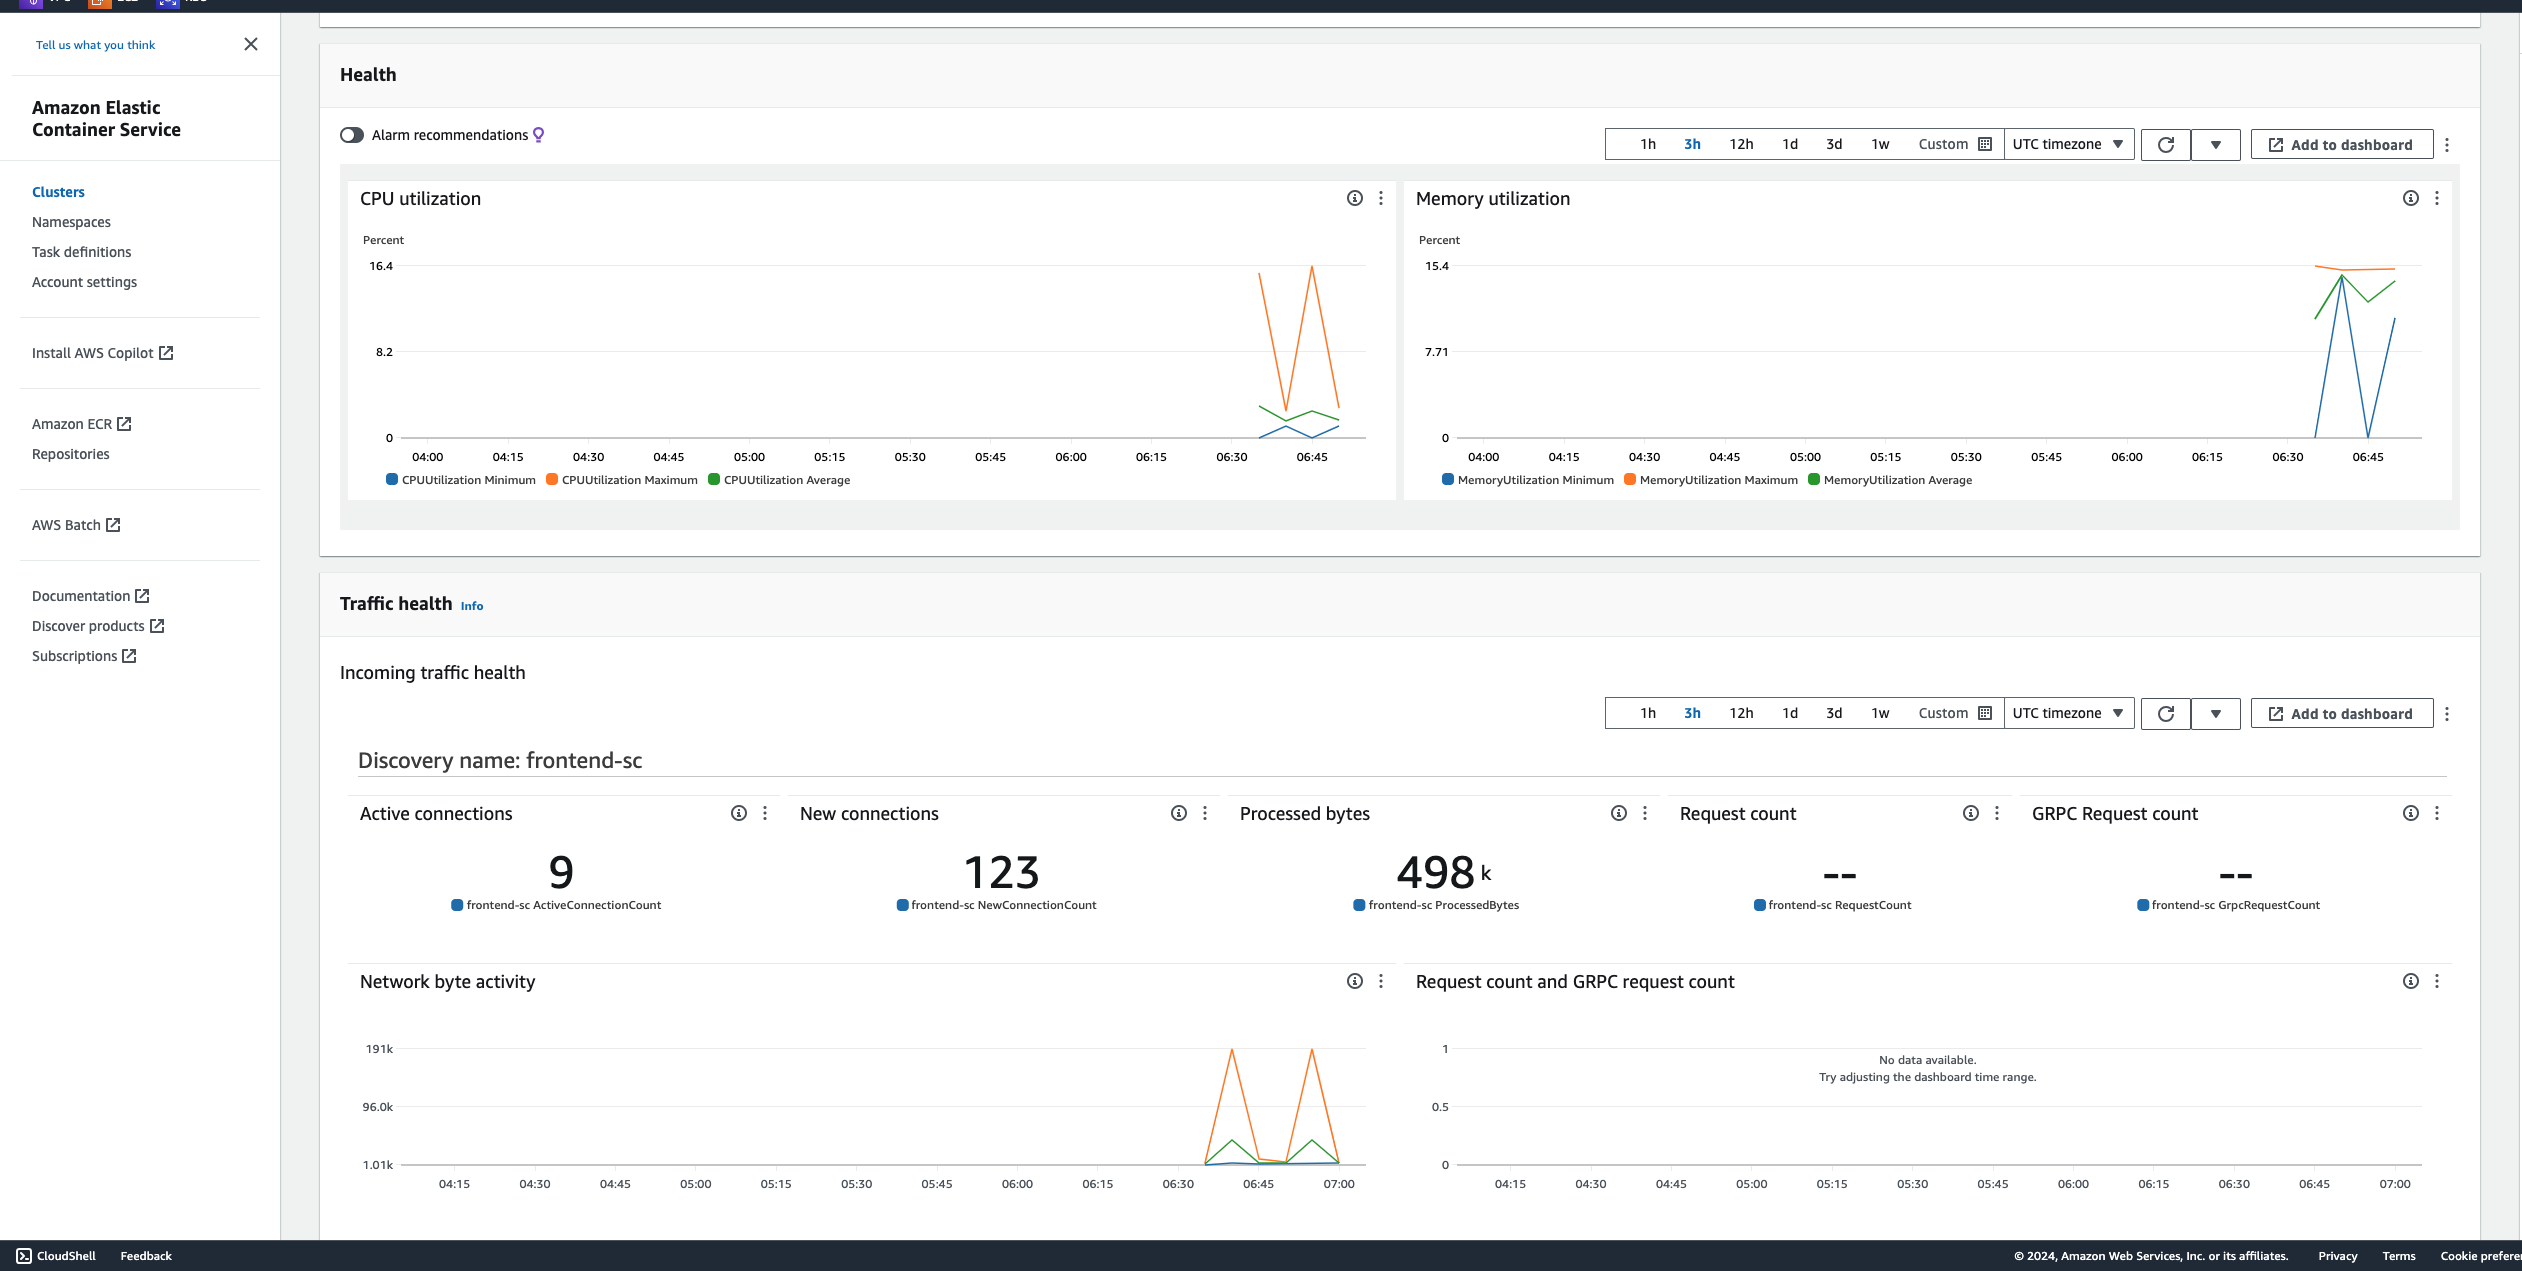 Tell us what you think
Amazon Elastic
Container Service
Clusters
Namespaces
Task definitions
Account settings
Install AWS Copilot
Amazon ECR
Repositories
AWS Batch
Documentation
Discover products
Subscriptions
Health
Alarm recommendations
1h 3h 12h 1d 3d 1w Custom UTC timezone Add to dashboard
CPU utilization
Percent
16.4
8.2
0
04:00 04:15 04:30 04:45 05:00 05:15 05:30 05:45 06:00 06:15 06:30 06:45
CPUUtilization Minimum CPUUtilization Maximum CPUUtilization Average
Memory utilization
Percent
15.4
7.71
0
04:00 04:15 04:30 04:45 05:00 05:15 05:30 05:45 06:00 06:15 06:30 06:45
MemoryUtilization Minimum MemoryUtilization Maximum MemoryUtilization Average
Traffic health Info
Incoming traffic health
1h 3h 12h 1d 3d 1w Custom UTC timezone Add to dashboard
Discovery name: frontend-sc
Active connections
9
frontend-sc ActiveConnectionCount
New connections
123
frontend-sc NewConnectionCount
Processed bytes
498 k
frontend-sc ProcessedBytes
Request count
--
frontend-sc RequestCount
GRPC Request count
--
frontend-sc GrpcRequestCount
Network byte activity
191k
96.0k
1.01k
04:15 04:30 04:45 05:00 05:15 05:30 05:45 06:00 06:15 06:30 06:45 07:00
Request count and GRPC request count
1
No data available.
Try adjusting the dashboard time range.
0.5
0
04:15 04:30 04:45 05:00 05:15 05:30 05:45 06:00 06:15 06:30 06:45 07:00
CloudShell Feedback © 2024, Amazon Web Services, Inc. or its affiliates. Privacy Terms Cookie prefere